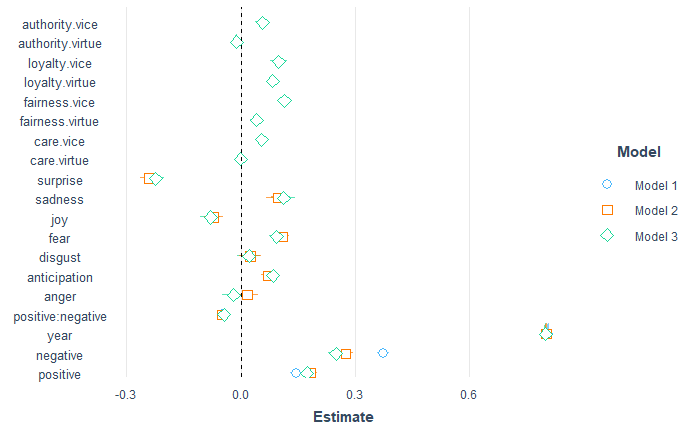 authority.vice
authority.virtue
loyalty.vice
loyalty.virtue
fairness.vice
fairness.virtue
care.vice
care.virtue
surprise
sadness
joy
fear
disgust
anticipation
anger
positive:negative
year
negative
positive
-0.3 0.0 0.3 0.6
Estimate
Model
Model 1
Model 2
Model 3